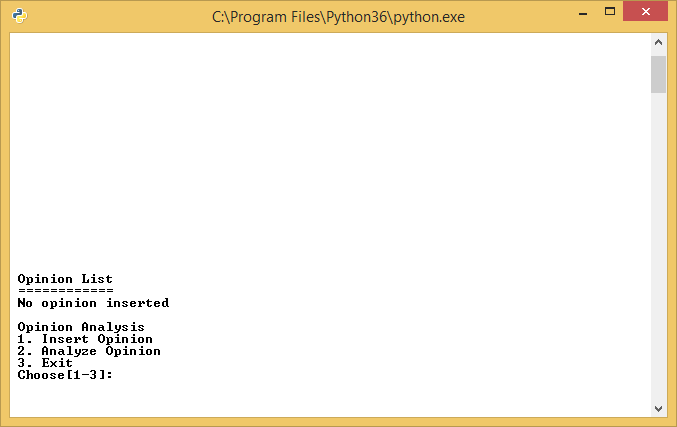 C:\Program Files\Python36\python.exe
Opinion List
============
No opinion inserted
Opinion Analysis
1. Insert Opinion
2. Analyze Opinion
3. Exit
Choose[1-3]: